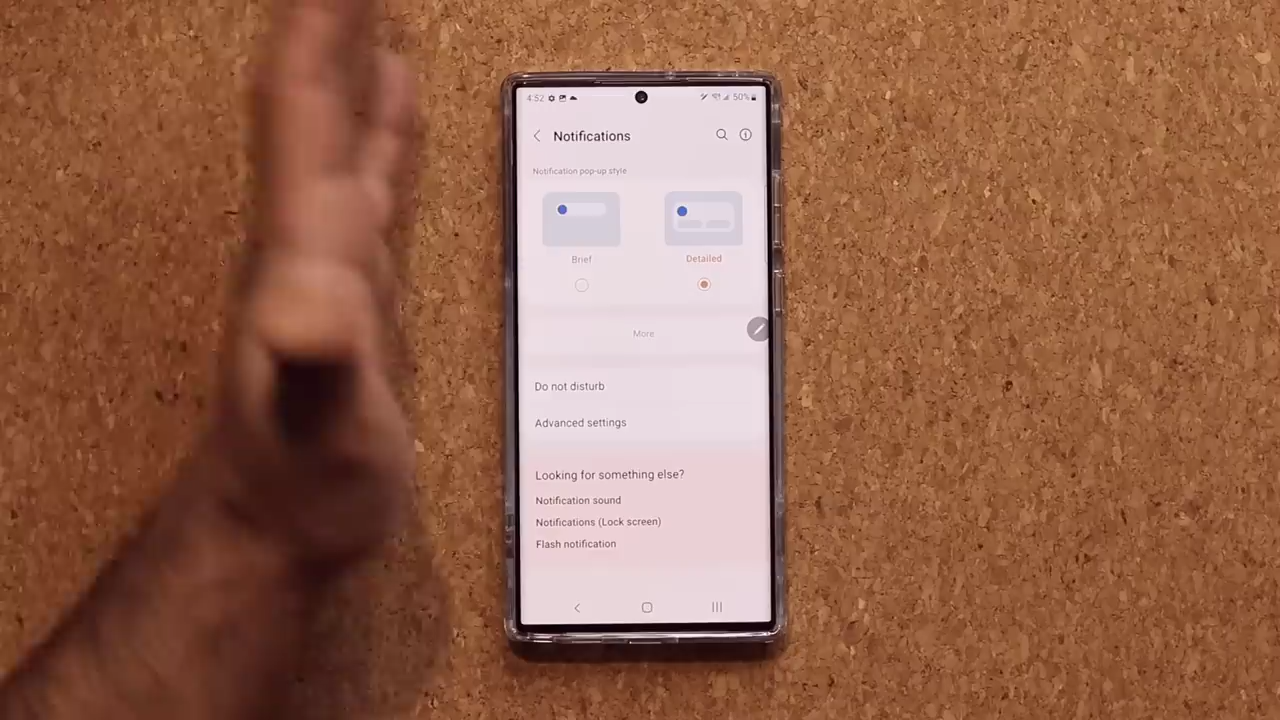 4:52 50%
Notifications
Notification pop-up style
Brief Detailed
More
Do not disturb
Advanced settings
Looking for something else?
Notification sound
Notifications (Lock screen)
Flash notification